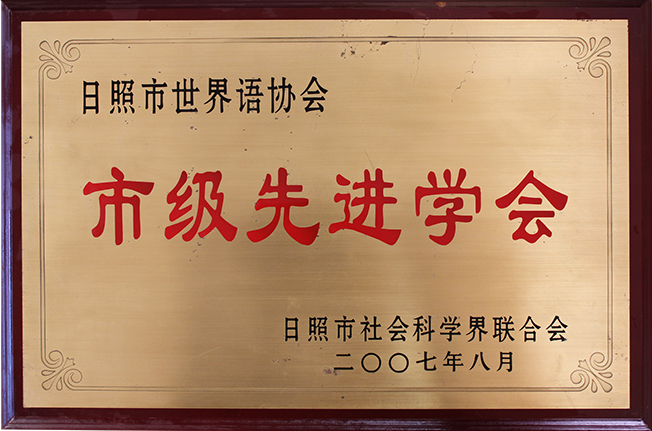 日照市世界语协会
市级先进学会
日照市社会科学界联合会
二〇〇七年八月